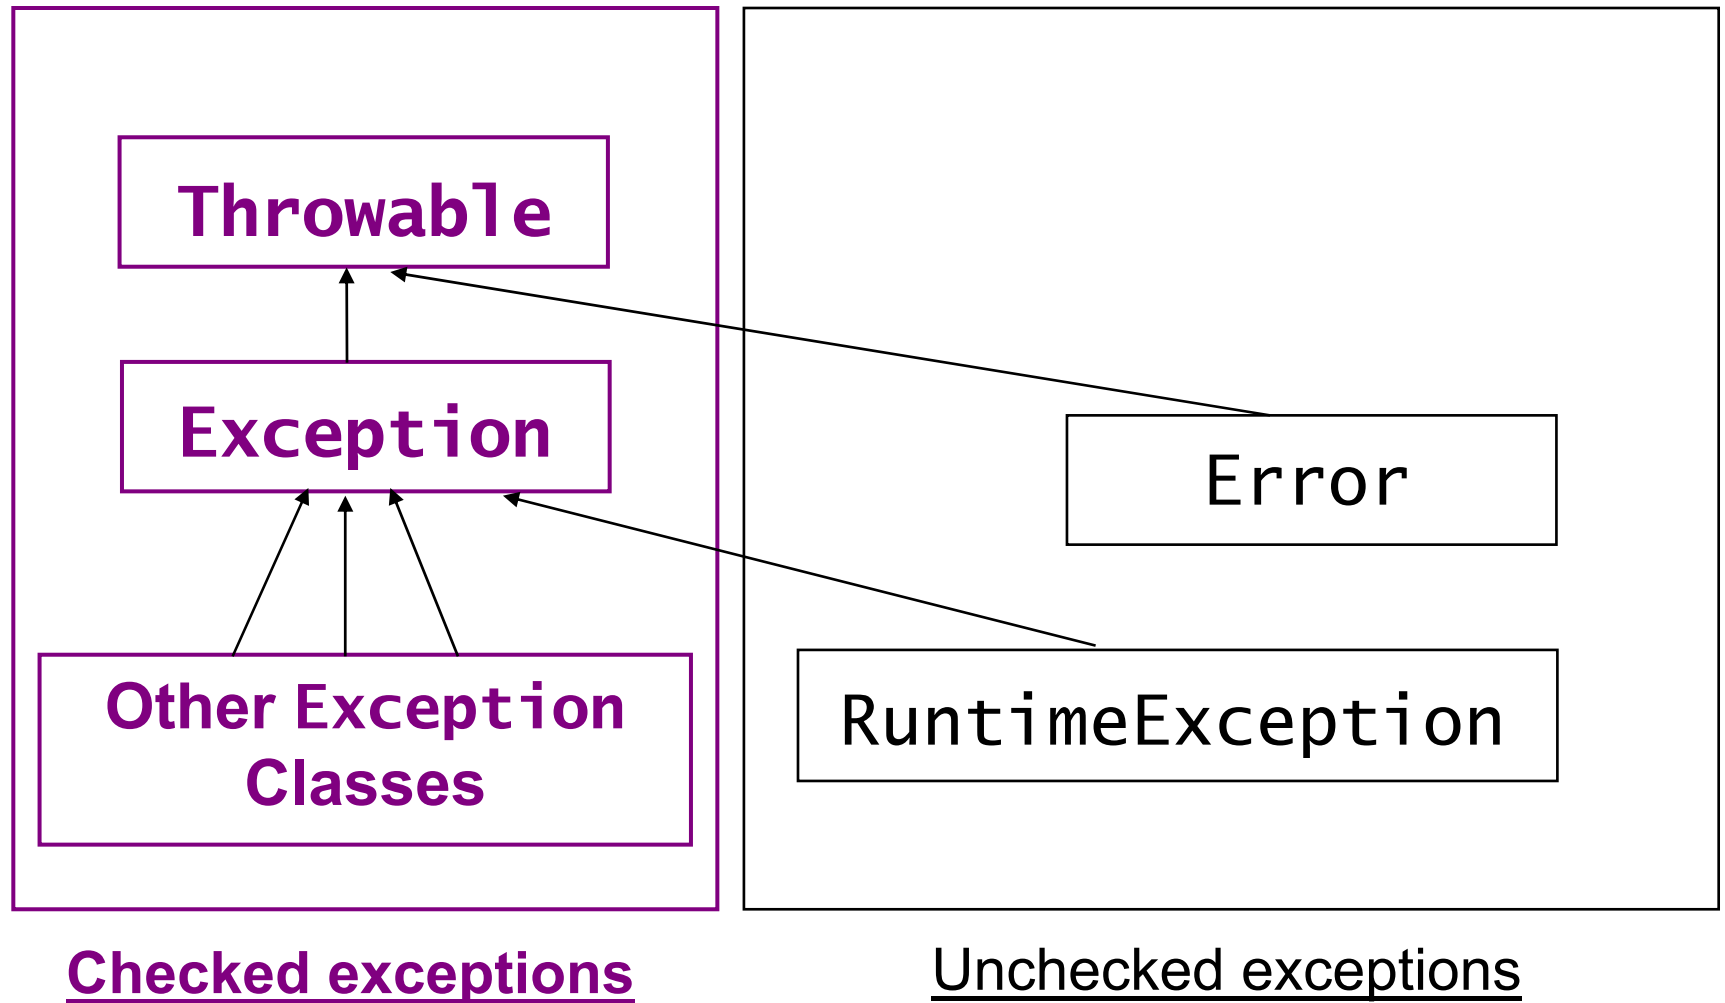 Throwable
Exception
Error
Other Exception
Classes
RuntimeException
Checked exceptions
Unchecked exceptions